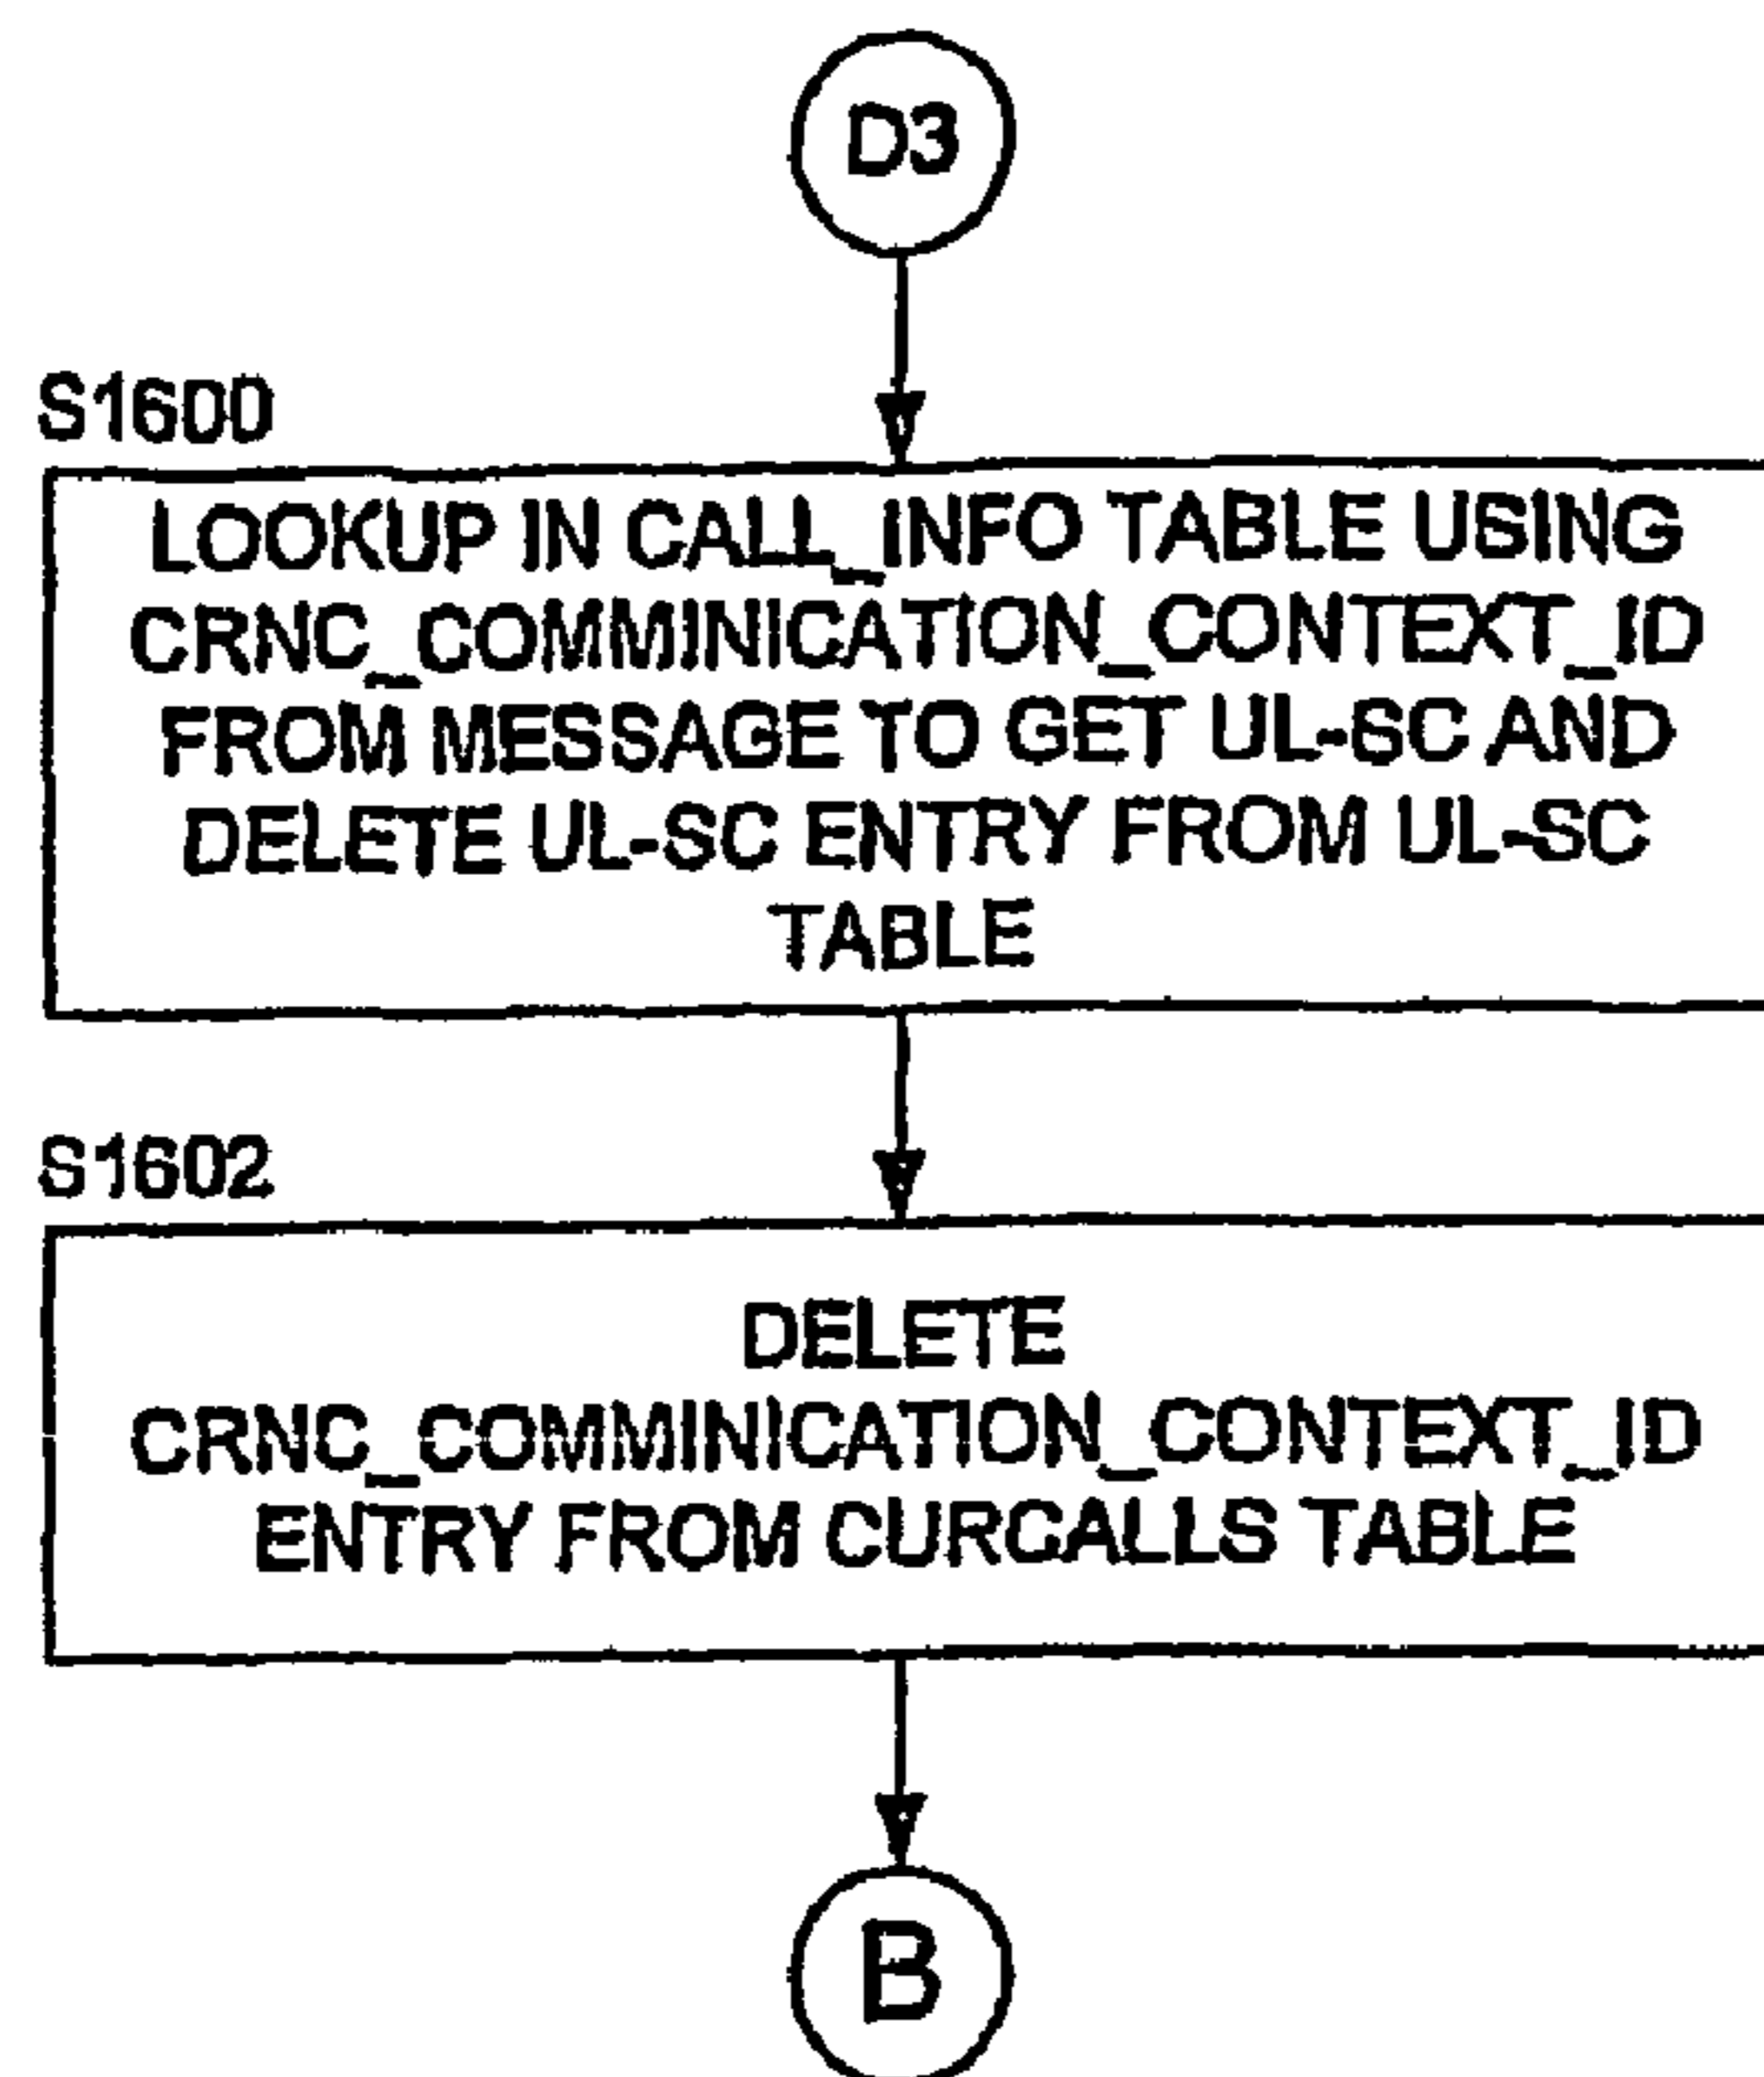 D3
S1600
LOOKUP IN CALL_INFO TABLE USING
CRNC_COMMINICATION_CONTEXT_ID
FROM MESSAGE TO GET UL-SC AND
DELETE UL-SC ENTRY FROM UL-SC
TABLE
S1602
DELETE
CRNC_COMMINICATION_CONTEXT_ID
ENTRY FROM CURCALLS TABLE
B